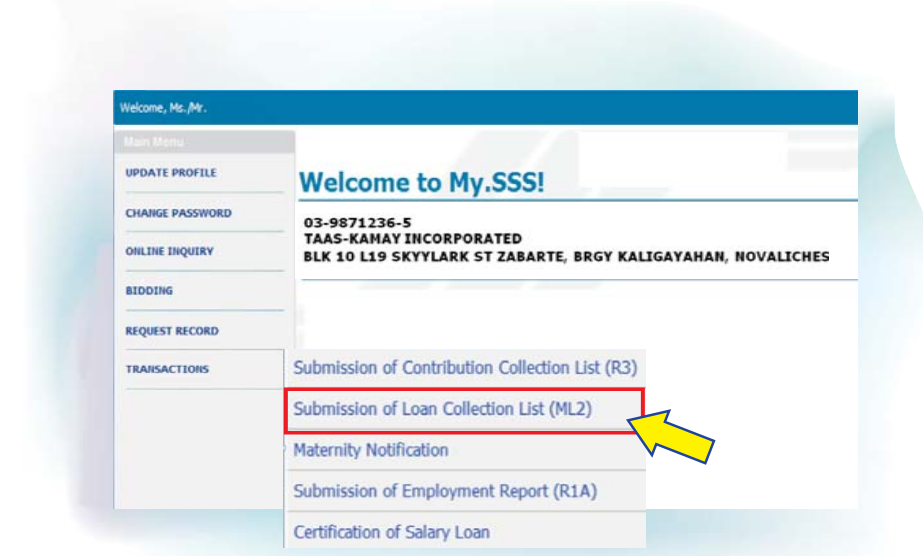 Welcome, Ms./Mr.
Main Menu
UPDATE PROFILE
CHANGE PASSWORD
ONLINE INQUIRY
BIDDING
REQUEST RECORD
TRANSACTIONS
Welcome to My.SSS!
03-9871236-5
TAAS-KAMAY INCORPORATED
BLK 10 L19 SKYYLARK ST ZABARTE, BRGY KALIGAYAHAN, NOVALICHES
Submission of Contribution Collection List (R3)
Submission of Loan Collection List (ML2)
Maternity Notification
Submission of Employment Report (R1A)
Certification of Salary Loan